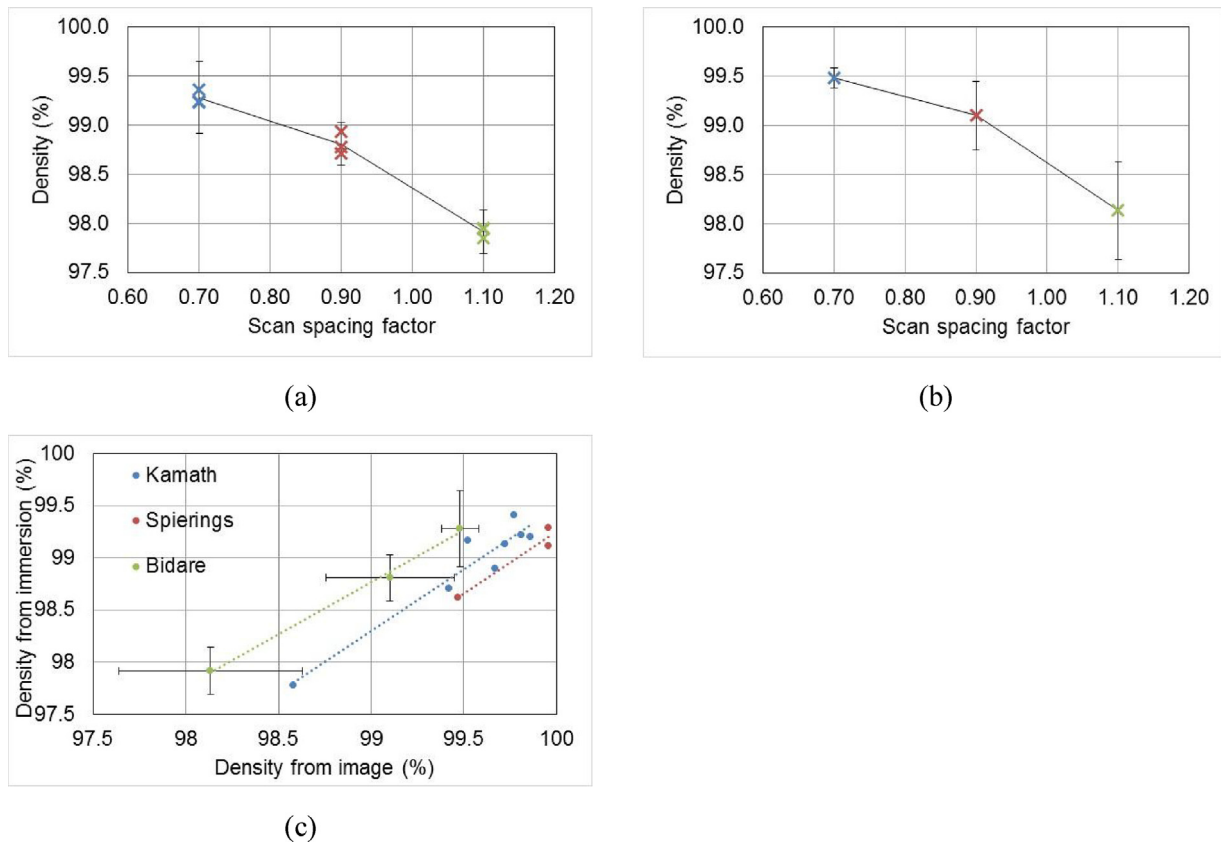 100.0
99.5
99.0
98.5
98.0
97.5
Density (%)
0.60 0.70 0.80 0.90 1.00 1.10 1.20
Scan spacing factor
(a)
100.0
99.5
99.0
98.5
98.0
97.5
Density (%)
0.60 0.70 0.80 0.90 1.00 1.10 1.20
Scan spacing factor
(b)
100
99.5
99
98.5
98
97.5
Density from immersion (%)
Kamath
Spierings
Bidare
97.5 98 98.5 99 99.5 100
Density from image (%)
(c)